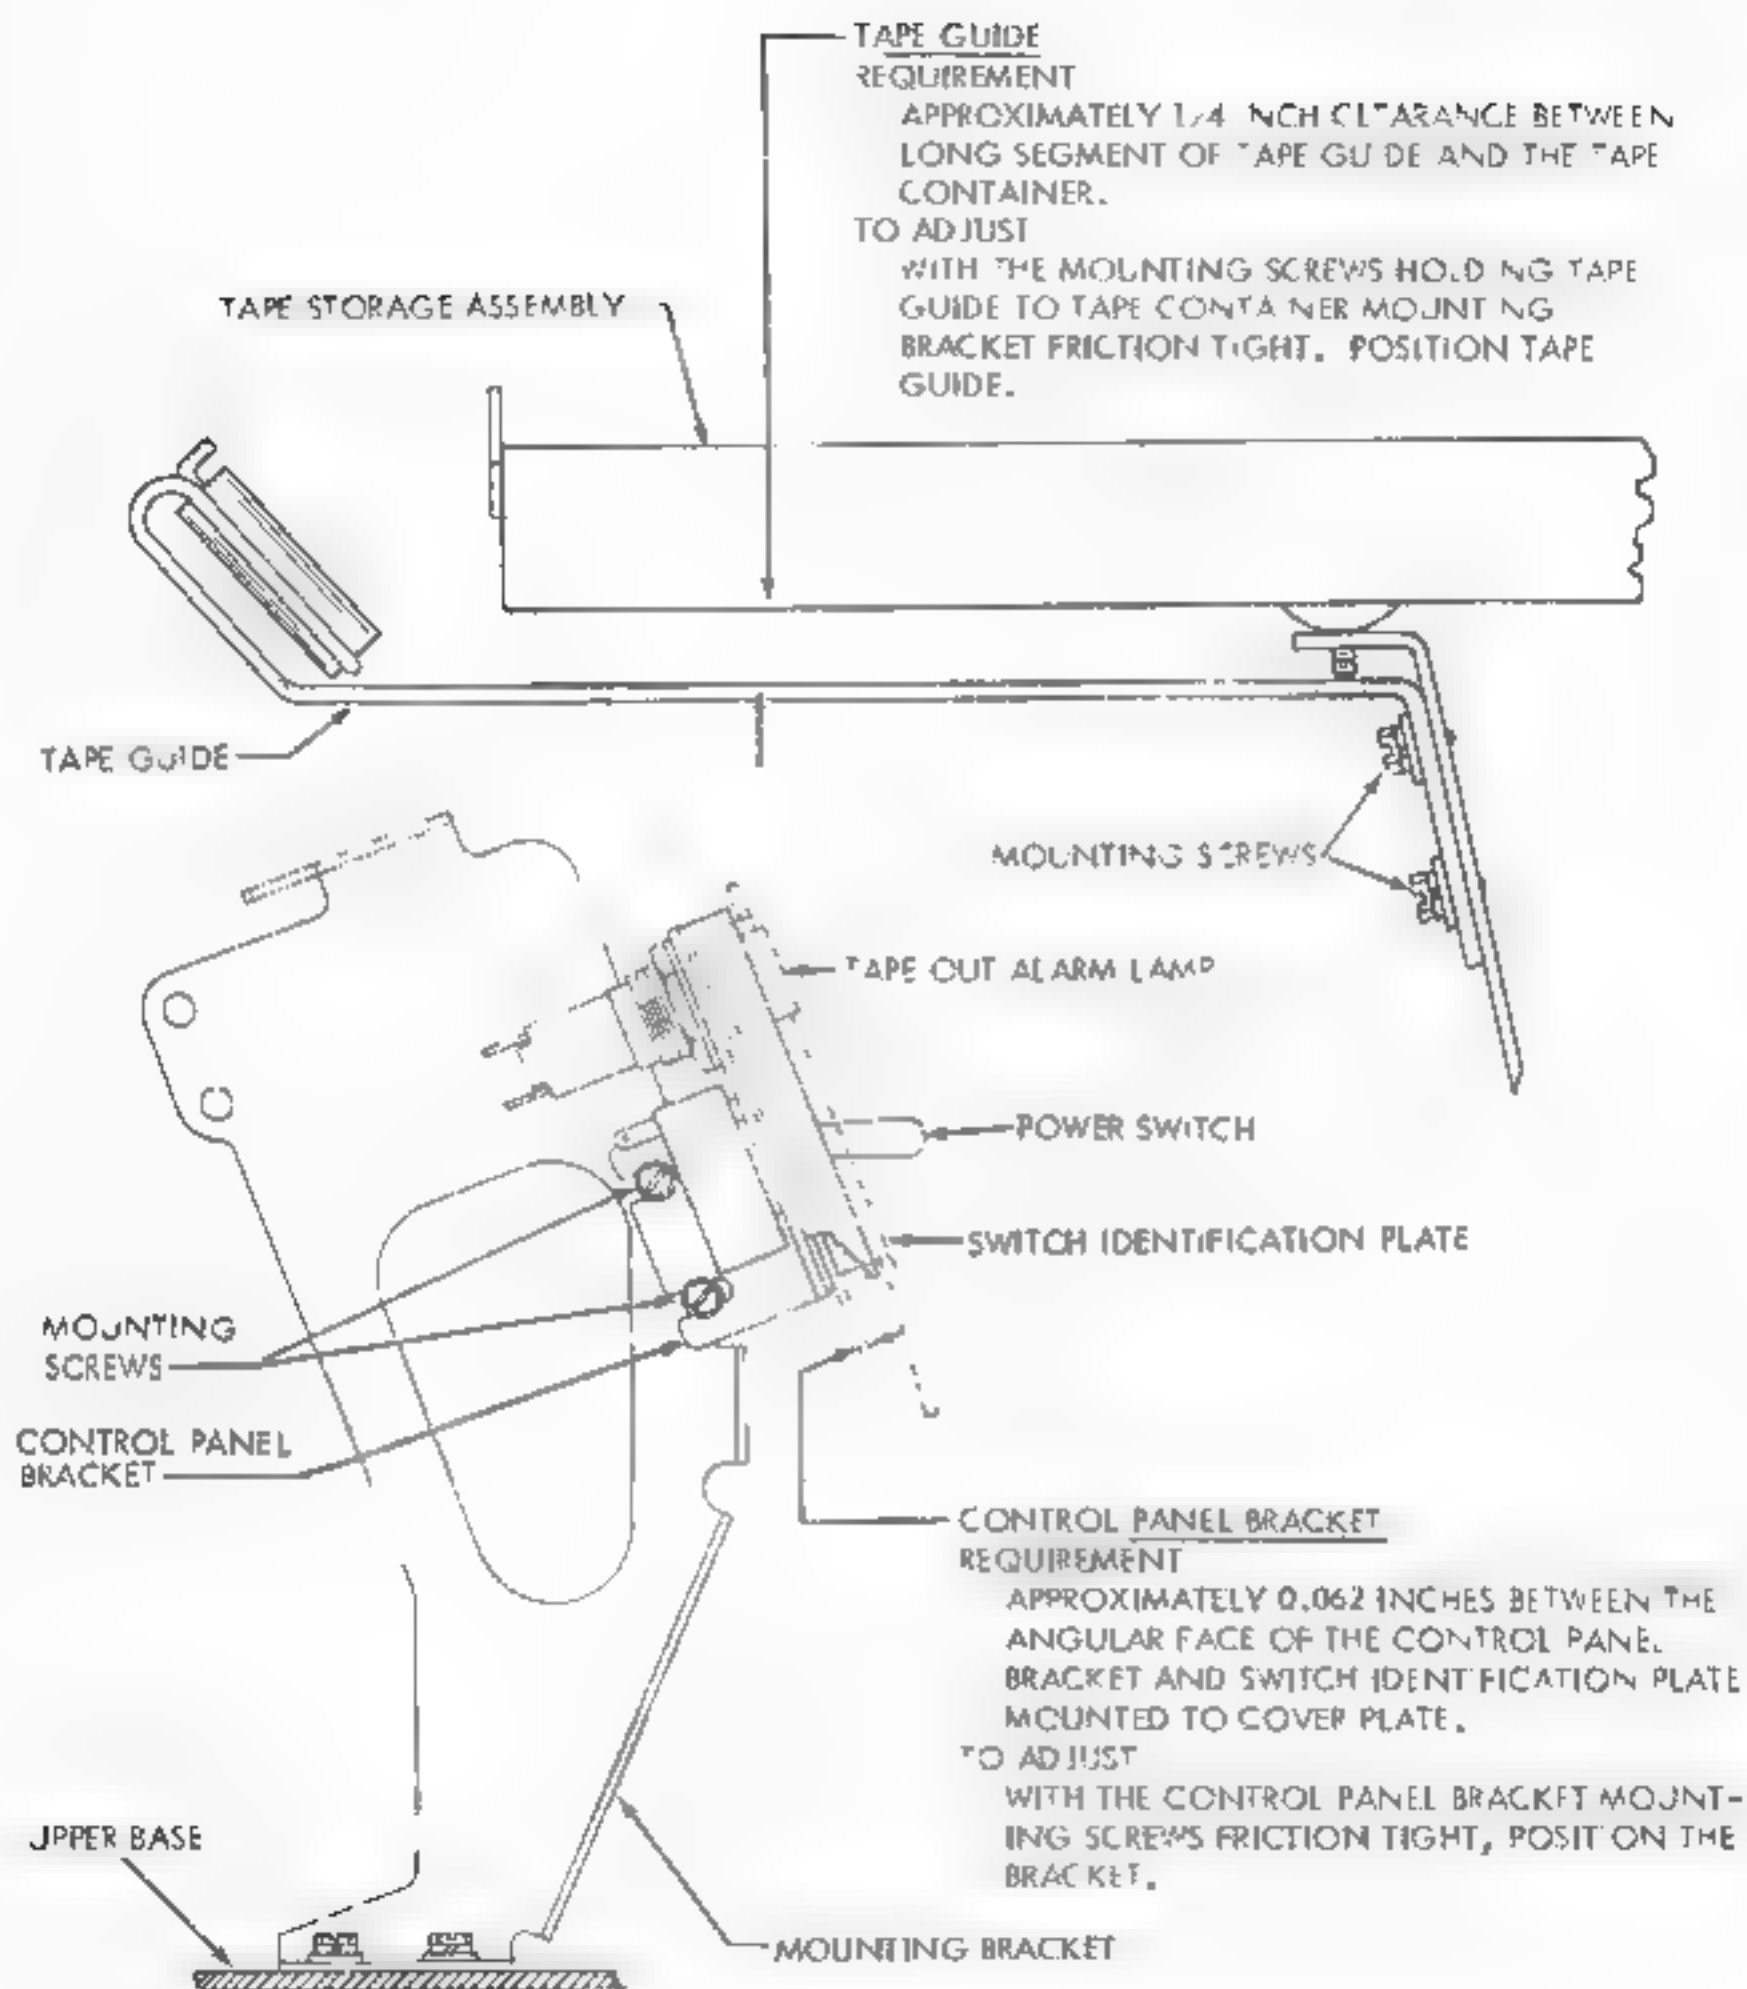 TAPE GUIDE
REQUIREMENT
APPROXIMATELY 1/4 INCH CLEARANCE BETWEEN
LONG SEGMENT OF TAPE GUIDE AND THE TAPE
CONTAINER.
TO ADJUST
WITH THE MOUNTING SCREWS HOLDING TAPE
GUIDE TO TAPE CONTAINER MOUNTING
BRACKET FRICTION TIGHT. POSITION TAPE
GUIDE.
TAPE STORAGE ASSEMBLY
TAPE GUIDE
MOUNTING SCREWS
TAPE OUT ALARM LAMP
POWER SWITCH
SWITCH IDENTIFICATION PLATE
MOUNTING
SCREWS
CONTROL PANEL
BRACKET
CONTROL PANEL BRACKET
REQUIREMENT
APPROXIMATELY 0.062 INCHES BETWEEN THE
ANGULAR FACE OF THE CONTROL PANEL
BRACKET AND SWITCH IDENTIFICATION PLATE
MOUNTED TO COVER PLATE.
TO ADJUST
WITH THE CONTROL PANEL BRACKET MOUNT-
ING SCREWS FRICTION TIGHT, POSITION THE
BRACKET.
UPPER BASE
MOUNTING BRACKET